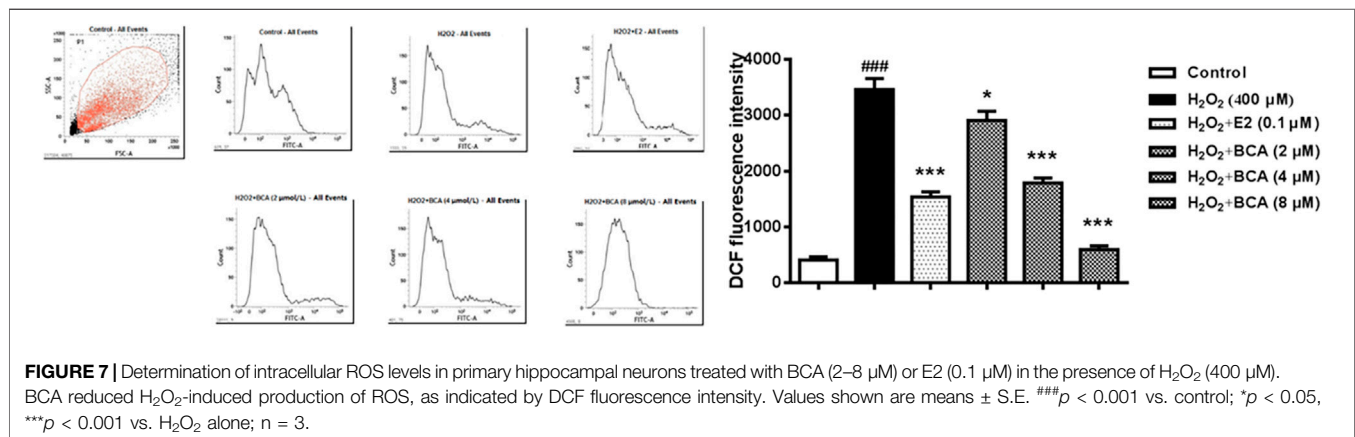 Control - All Events
P1
SSC-A
FSC-A
50 100 150 200 250
(x1000)
Control - All Events
Count
FITC-A
H2O2 - All Events
Count
FITC-A
H2O2+E2 - All Events
Count
FITC-A
H2O2+BCA (2 µmol/L) - All Events
Count
FITC-A
H2O2+BCA (4 µmol/L) - All Events
Count
FITC-A
H2O2+BCA (8 µmol/L) - All Events
Count
FITC-A
DCF fluorescence intensity
4000
3000
2000
1000
0
###
***
*
***
***
Control
H₂O₂ (400 µM)
H₂O₂+E2 (0.1 µM)
H₂O₂+BCA (2 µM)
H₂O₂+BCA (4 µM)
H₂O₂+BCA (8 µM)
FIGURE 7 | Determination of intracellular ROS levels in primary hippocampal neurons treated with BCA (2–8 µM) or E2 (0.1 µM) in the presence of H₂O₂ (400 µM).
BCA reduced H₂O₂-induced production of ROS, as indicated by DCF fluorescence intensity. Values shown are means ± S.E. ###p < 0.001 vs. control; *p < 0.05,
***p < 0.001 vs. H₂O₂ alone; n = 3.